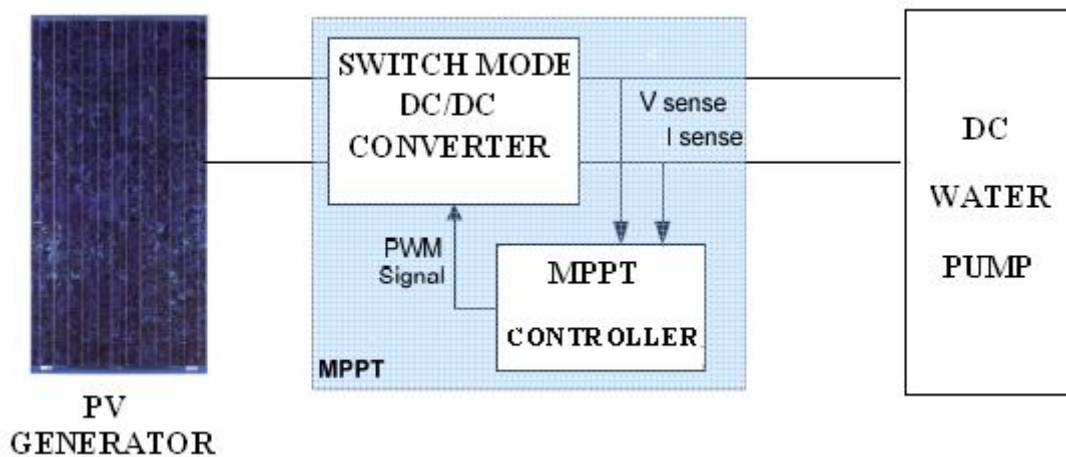 SWITCH MODE
DC/DC
CONVERTER
V sense
I sense
PWM
Signal
MPPT
CONTROLLER
MPPT
DC
WATER
PUMP
PV
GENERATOR